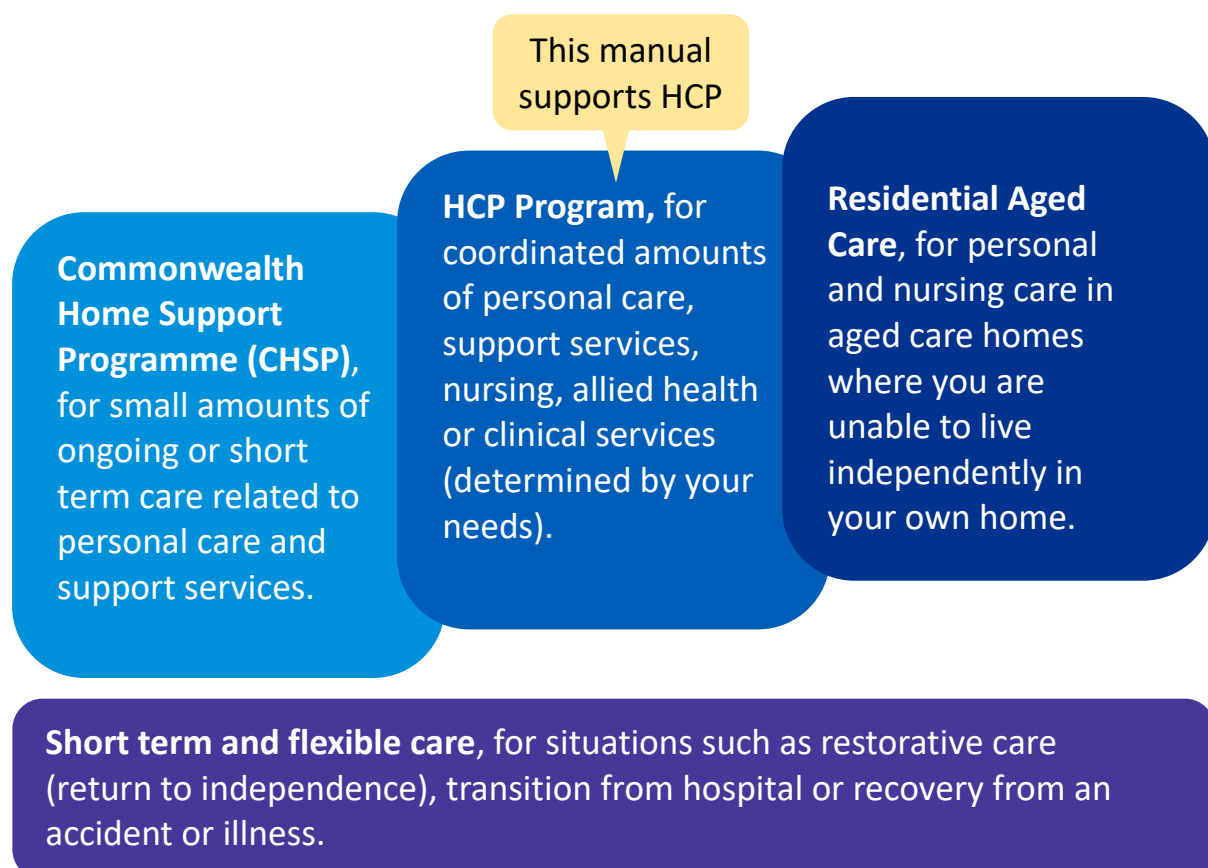 This manual
supports HCP
Commonwealth
Home Support
Programme (CHSP),
for small amounts of
ongoing or short
term care related to
personal care and
support services.
HCP Program, for
coordinated amounts
of personal care,
support services,
nursing, allied health
or clinical services
(determined by your
needs).
Residential Aged
Care, for personal
and nursing care in
aged care homes
where you are
unable to live
independently in
your own home.
Short term and flexible care, for situations such as restorative care
(return to independence), transition from hospital or recovery from an
accident or illness.